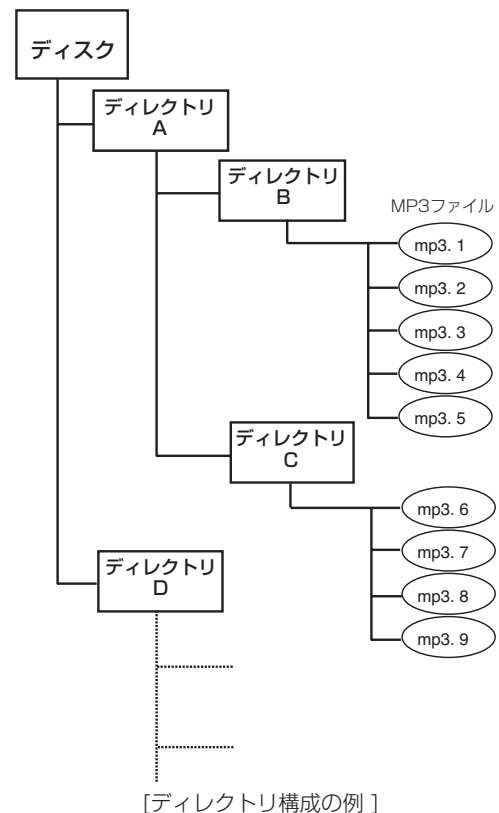 ディスク
ディレクトリ
A
ディレクトリ
B
MP3ファイル
mp3. 1
mp3. 2
mp3. 3
mp3. 4
mp3. 5
ディレクトリ
C
mp3. 6
mp3. 7
mp3. 8
mp3. 9
ディレクトリ
D
[ディレクトリ構成の例 ]